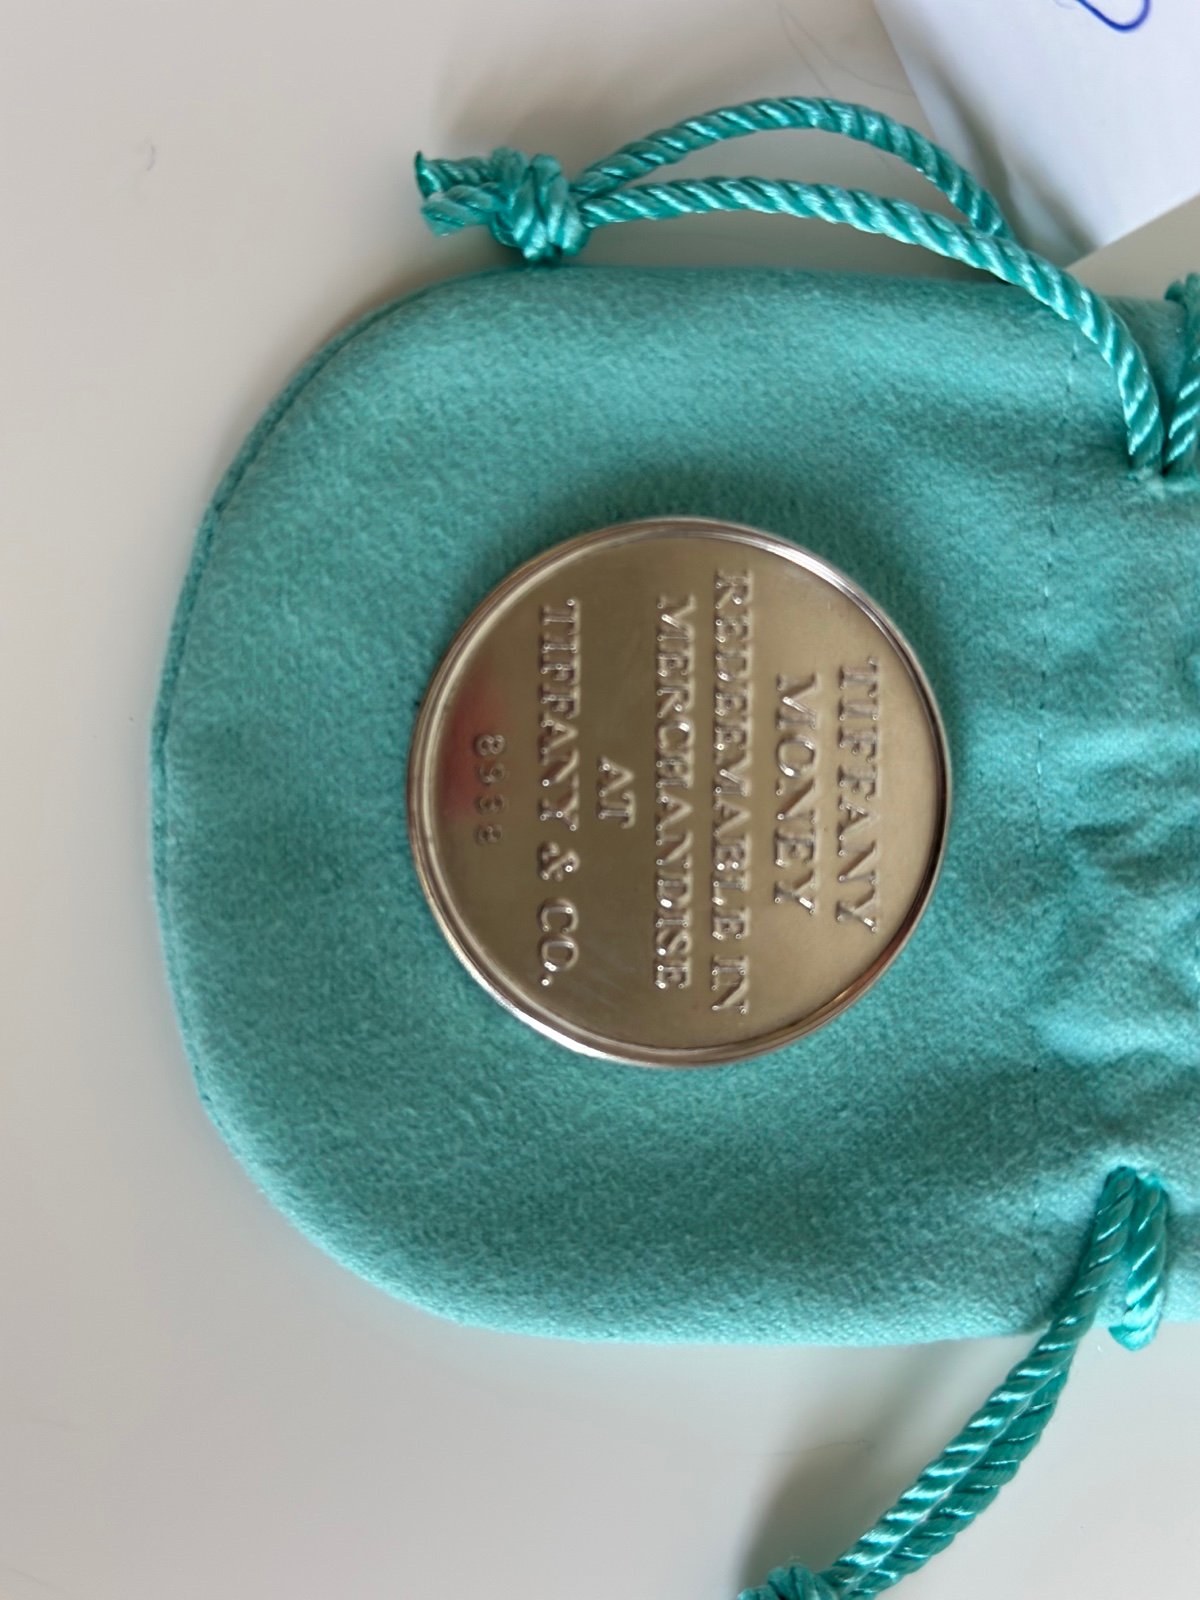 TIFFANY
MONEY
REDEEMABLE IN
MERCHANDISE
AT
TIFFANY & CO.
8938